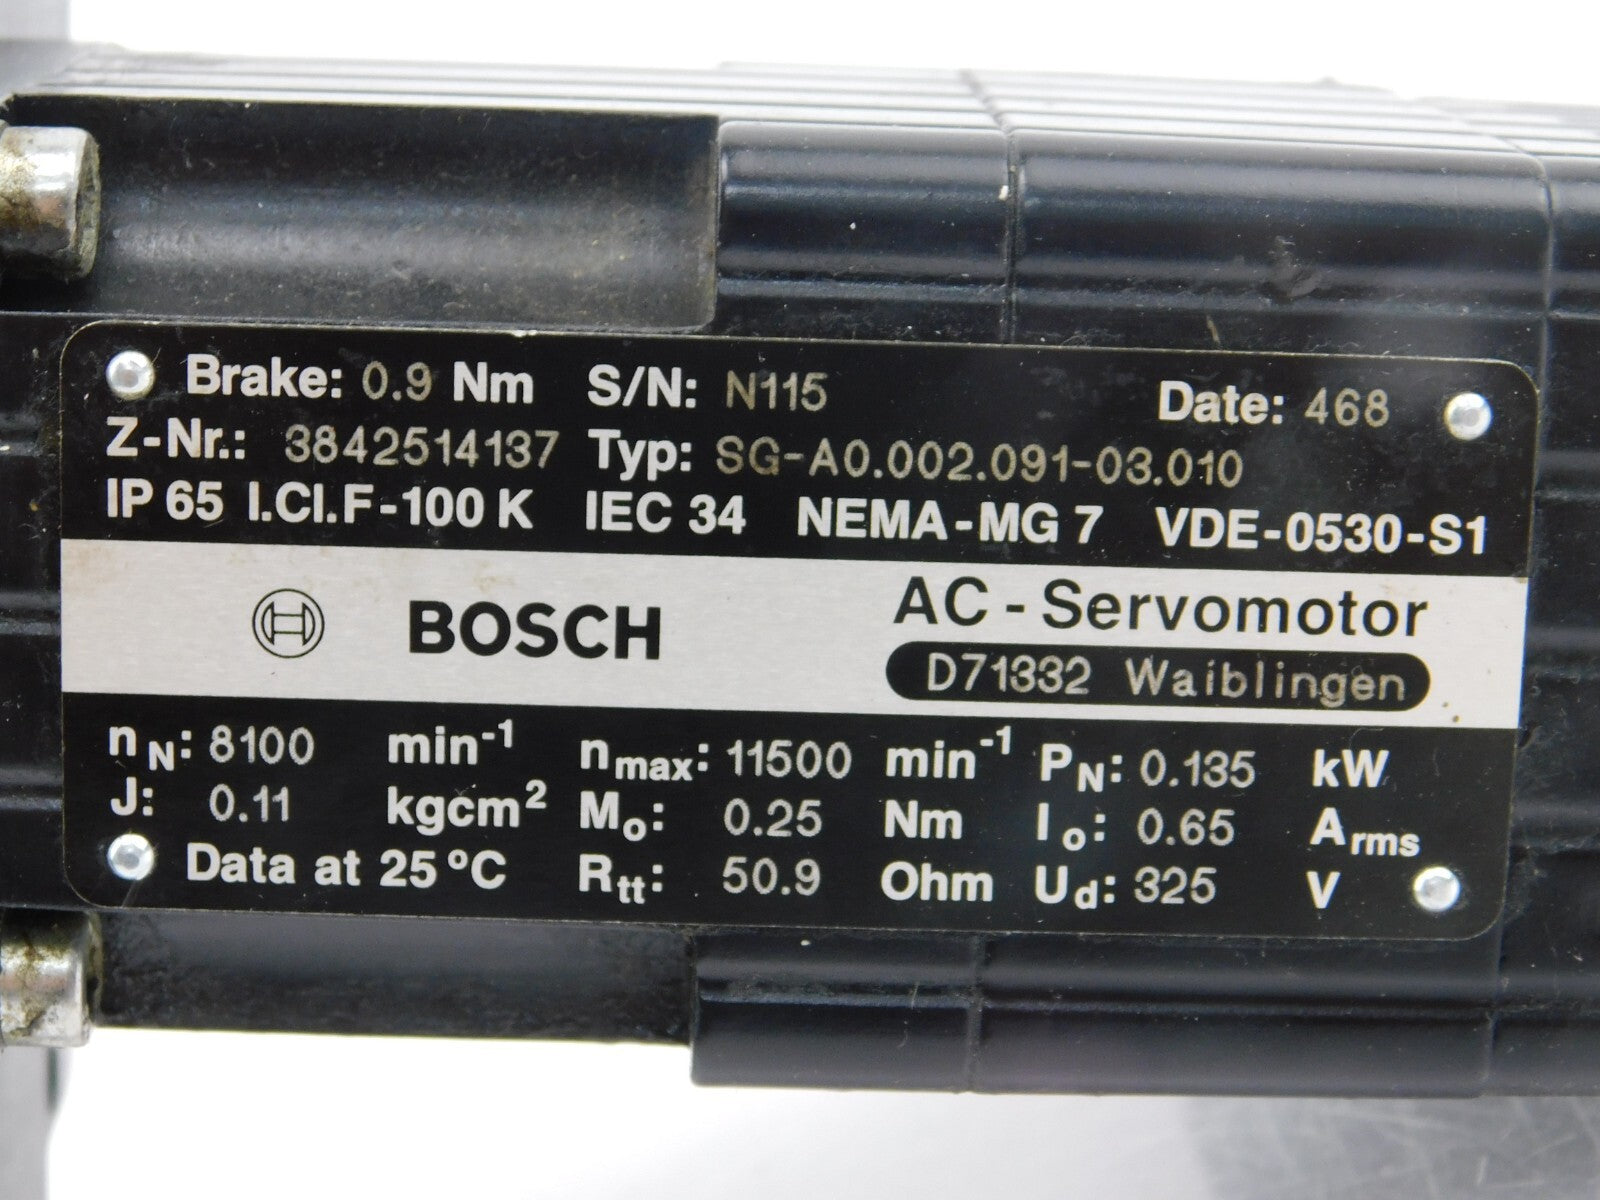 Brake: 0.9 Nm S/N: N115 Date: 468
Z-Nr.: 3842514137 Typ: SG-A0.002.091-03.010
IP 65 I.Cl.F-100 K IEC 34 NEMA-MG 7 VDE-0530-S1
BOSCH AC-Servomotor
D71332 Waiblingen
nN: 8100 min⁻¹ nmax: 11500 min⁻¹ PN: 0.135 kW
J: 0.11 kgcm² Mo: 0.25 Nm Io: 0.65 Arms
Data at 25 °C Rtt: 50.9 Ohm Ud: 325 V